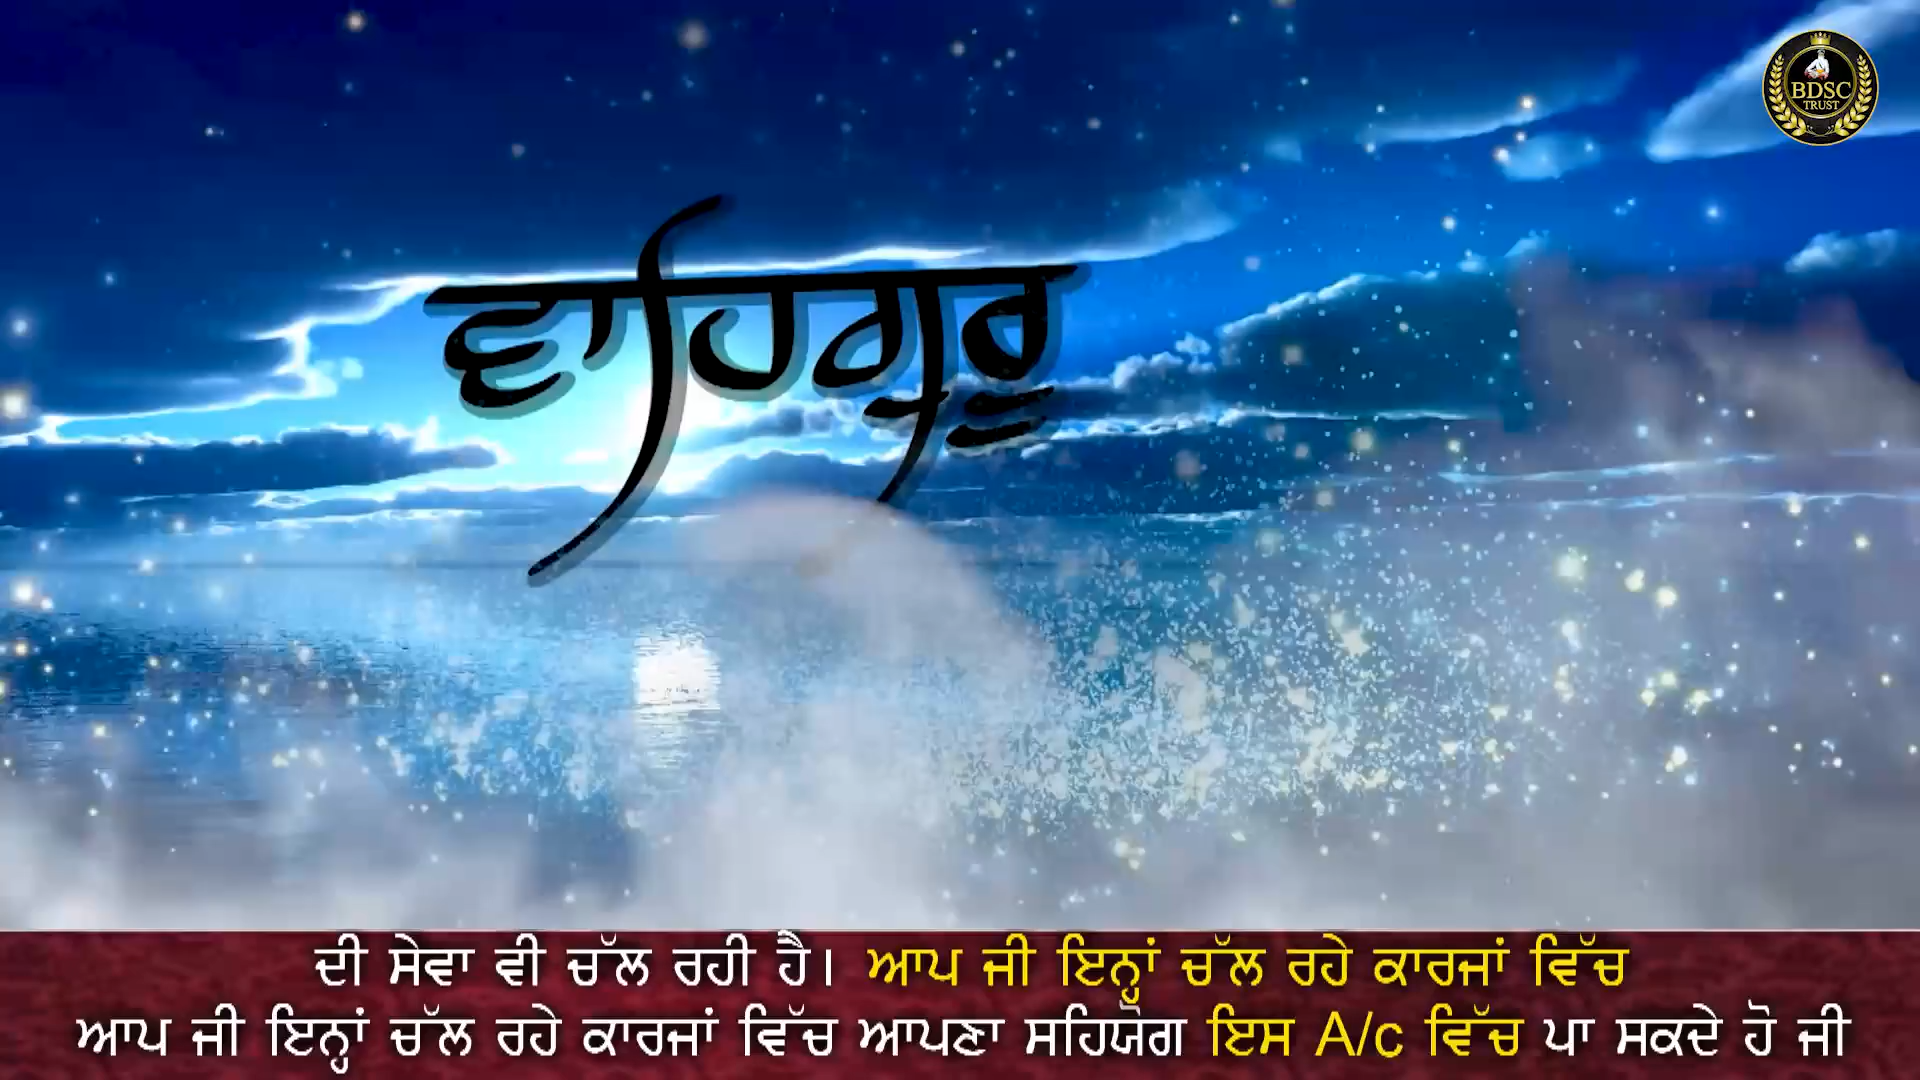 BDSC
TRUST
ਵਾਹਿਗੁਰੂ
ਦੀ ਸੇਵਾ ਵੀ ਚੱਲ ਰਹੀ ਹੈ। ਆਪ ਜੀ ਇਨ੍ਹਾਂ ਚੱਲ ਰਹੇ ਕਾਰਜਾਂ ਵਿੱਚ
ਆਪ ਜੀ ਇਨ੍ਹਾਂ ਚੱਲ ਰਹੇ ਕਾਰਜਾਂ ਵਿੱਚ ਆਪਣਾ ਸਹਿਯੋਗ ਇਸ A/c ਵਿੱਚ ਪਾ ਸਕਦੇ ਹੋ ਜੀ